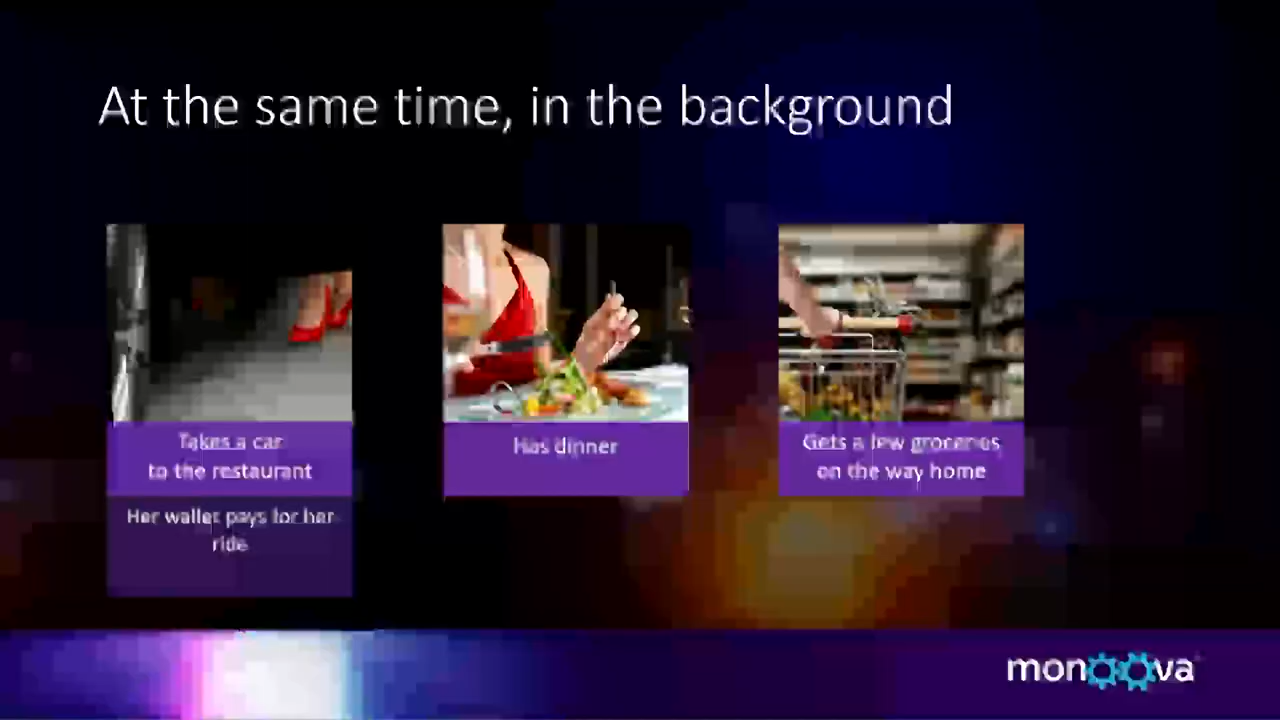 At the same time, in the background
Takes a car
to the restaurant
Her wallet pays for her
ride
Has dinner
Gets a few groceries
on the way home
monoova